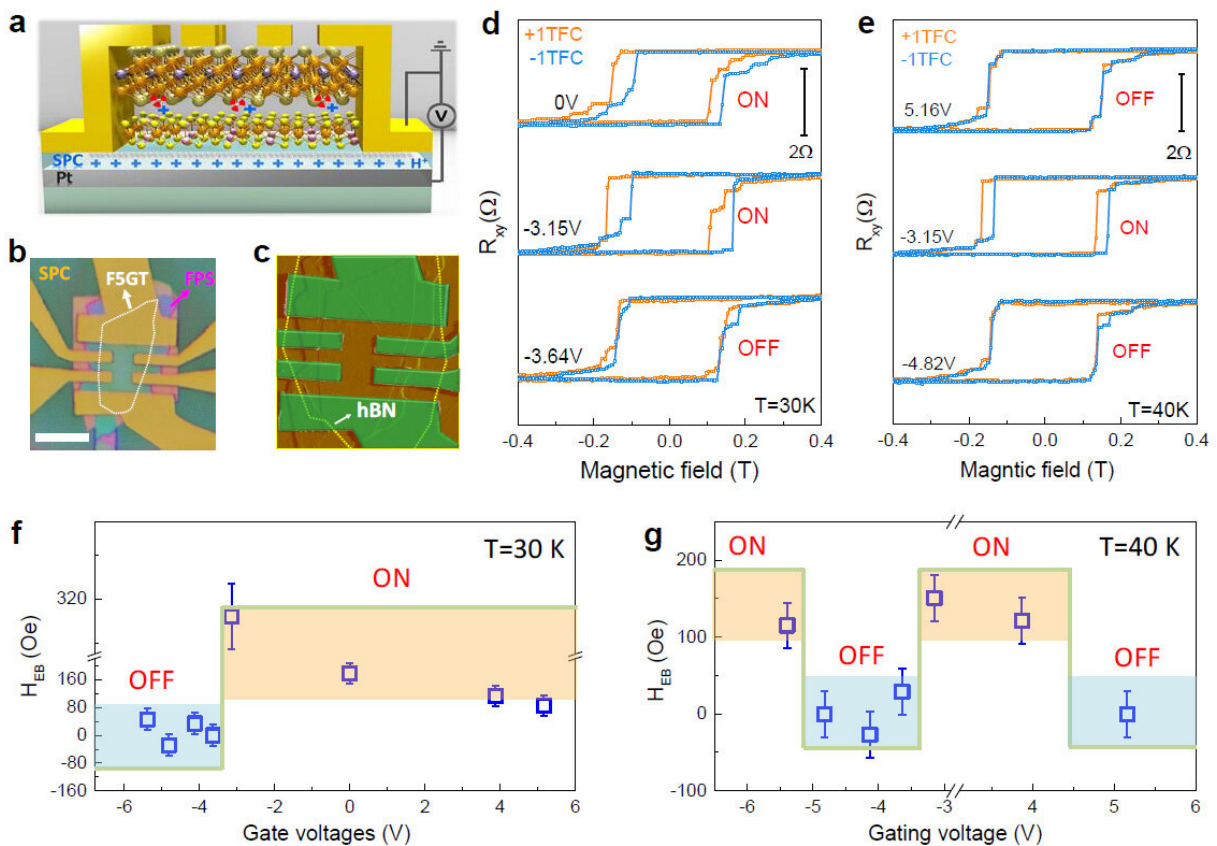 a
V
SPC
H⁺
Pt
b
SPC
F5GT
FPS
c
hBN
d
+1TFC
-1TFC
0V
ON
2Ω
-3.15V
ON
-3.64V
OFF
T=30K
Rxy(Ω)
-0.4 -0.2 0.0 0.2 0.4
Magnetic field (T)
e
+1TFC
-1TFC
5.16V
OFF
2Ω
-3.15V
ON
-4.82V
OFF
T=40K
Rxy(Ω)
-0.4 -0.2 0.0 0.2 0.4
Magntic field (T)
f
T=30 K
ON
OFF
320
160
80
0
-80
-160
HEB (Oe)
-6 -4 -2 0 2 4 6
Gate voltages (V)
g
T=40 K
ON
ON
OFF
OFF
200
100
0
-100
HEB (Oe)
-6 -5 -4 -3 5 6
Gating voltage (V)